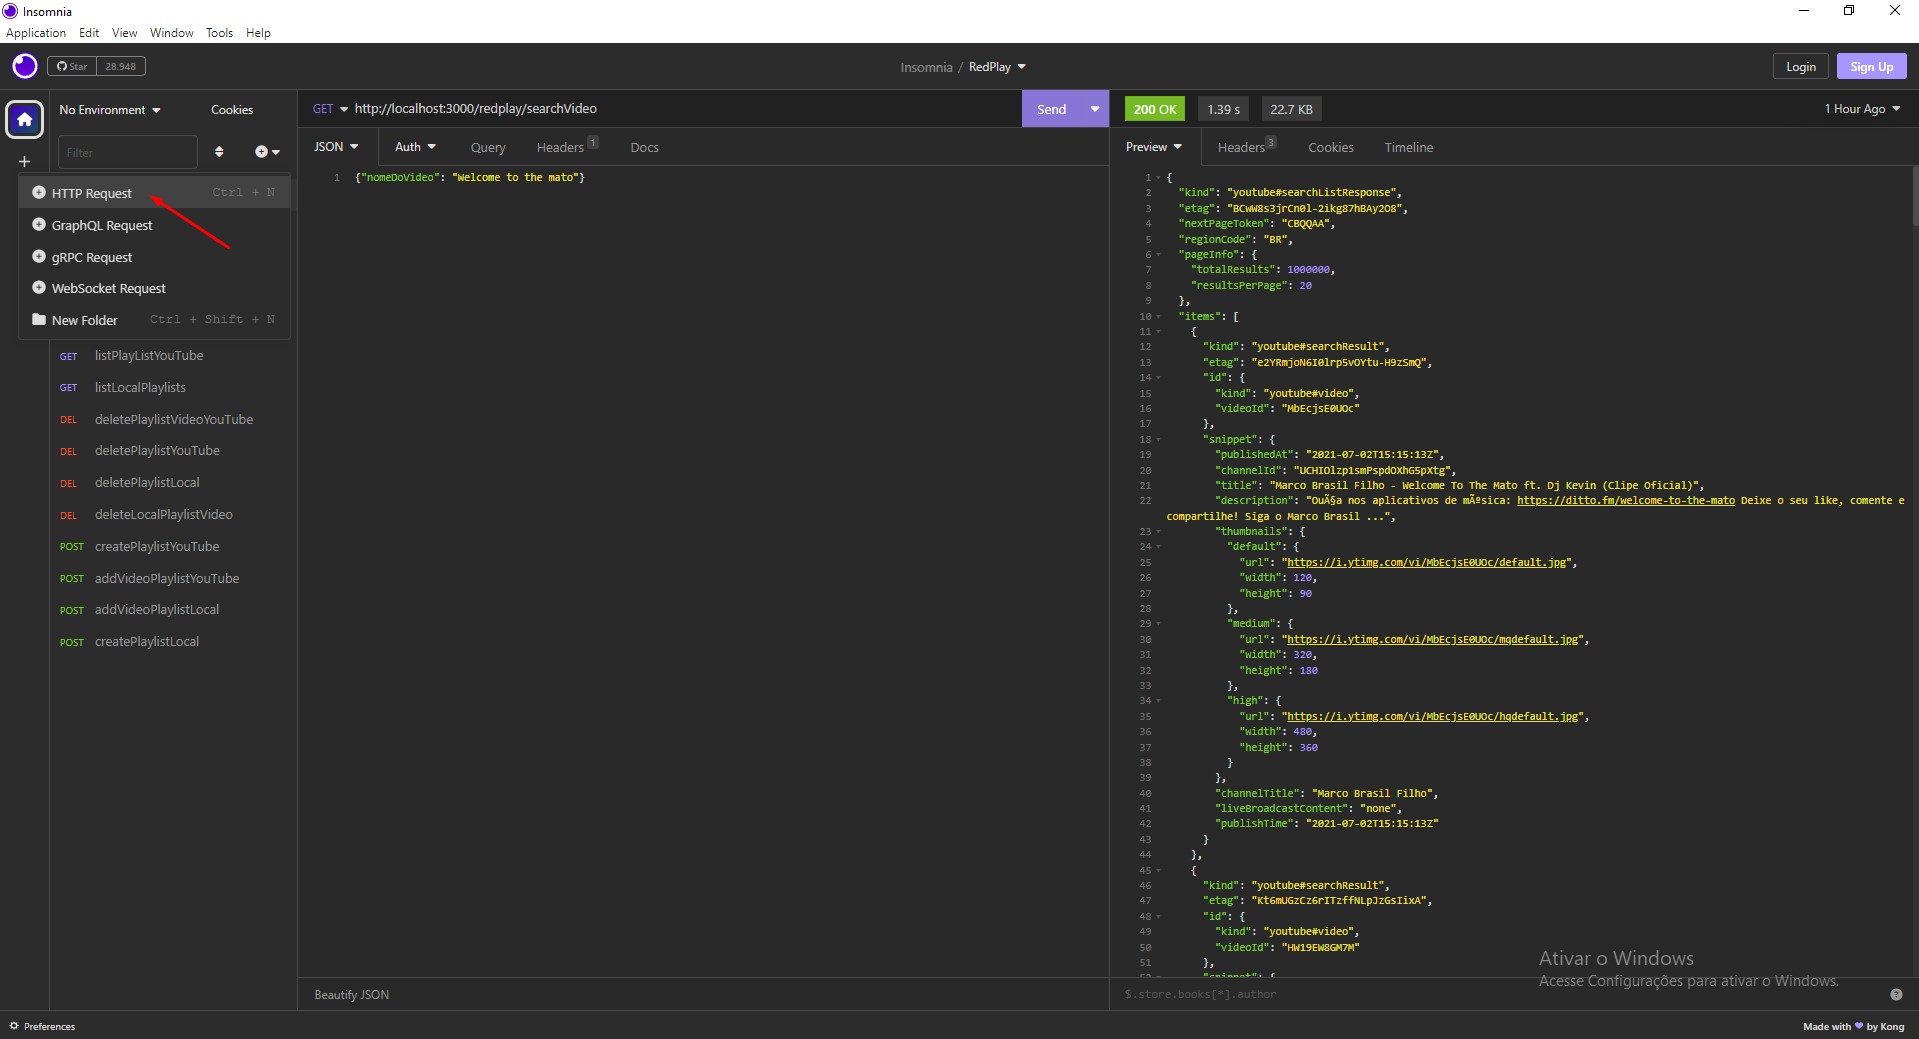 Insomnia
Application Edit View Window Tools Help
Star 28.948
Insomnia / RedPlay
Login Sign Up
No Environment Cookies
Filter
HTTP Request Ctrl + N
GraphQL Request
gRPC Request
WebSocket Request
New Folder Ctrl + Shift + N
GET listPlayListYouTube
GET listLocalPlaylists
DEL deletePlaylistVideoYouTube
DEL deletePlaylistYouTube
DEL deletePlaylistLocal
DEL deleteLocalPlaylistVideo
POST createPlaylistYouTube
POST addVideoPlaylistYouTube
POST addVideoPlaylistLocal
POST createPlaylistLocal
GET http://localhost:3000/redplay/searchVideo Send
JSON Auth Query Headers 1 Docs
1 {"nomeDoVideo": "Welcome to the mato"}
Beautify JSON
200 OK 1.39 s 22.7 KB 1 Hour Ago
Preview Headers 3 Cookies Timeline
1 {
2 "kind": "youtube#searchListResponse",
3 "etag": "BCwW8s3jrCn0l-2ikg87hBAy2O8",
4 "nextPageToken": "CBQQAA",
5 "regionCode": "BR",
6 "pageInfo": {
7 "totalResults": 1000000,
8 "resultsPerPage": 20
9 },
10 "items": [
11 {
12 "kind": "youtube#searchResult",
13 "etag": "e2YRmjoN6I0lrp5vOYtu-H9zSmQ",
14 "id": {
15 "kind": "youtube#video",
16 "videoId": "MbEcjsE0UOc"
17 },
18 "snippet": {
19 "publishedAt": "2021-07-02T15:15:13Z",
20 "channelId": "UCHIOlzp1smPspdOXhG5pXtg",
21 "title": "Marco Brasil Filho - Welcome To The Mato ft. Dj Kevin (Clipe Oficial)",
22 "description": "OuÃ§a nos aplicativos de mÃºsica: https://ditto.fm/welcome-to-the-mato Deixe o seu like, comente e
compartilhe! Siga o Marco Brasil ...",
23 "thumbnails": {
24 "default": {
25 "url": "https://i.ytimg.com/vi/MbEcjsE0UOc/default.jpg",
26 "width": 120,
27 "height": 90
28 },
29 "medium": {
30 "url": "https://i.ytimg.com/vi/MbEcjsE0UOc/mqdefault.jpg",
31 "width": 320,
32 "height": 180
33 },
34 "high": {
35 "url": "https://i.ytimg.com/vi/MbEcjsE0UOc/hqdefault.jpg",
36 "width": 480,
37 "height": 360
38 }
39 },
40 "channelTitle": "Marco Brasil Filho",
41 "liveBroadcastContent": "none",
42 "publishTime": "2021-07-02T15:15:13Z"
43 }
44 },
45 {
46 "kind": "youtube#searchResult",
47 "etag": "Kt6mUGzCz6rITzffNLpJzGsIixA",
48 "id": {
49 "kind": "youtube#video",
50 "videoId": "HW19EW8GM7M"
51 },
$.store.books[*].author
Ativar o Windows
Acesse Configurações para ativar o Windows.
Preferences
Made with by Kong